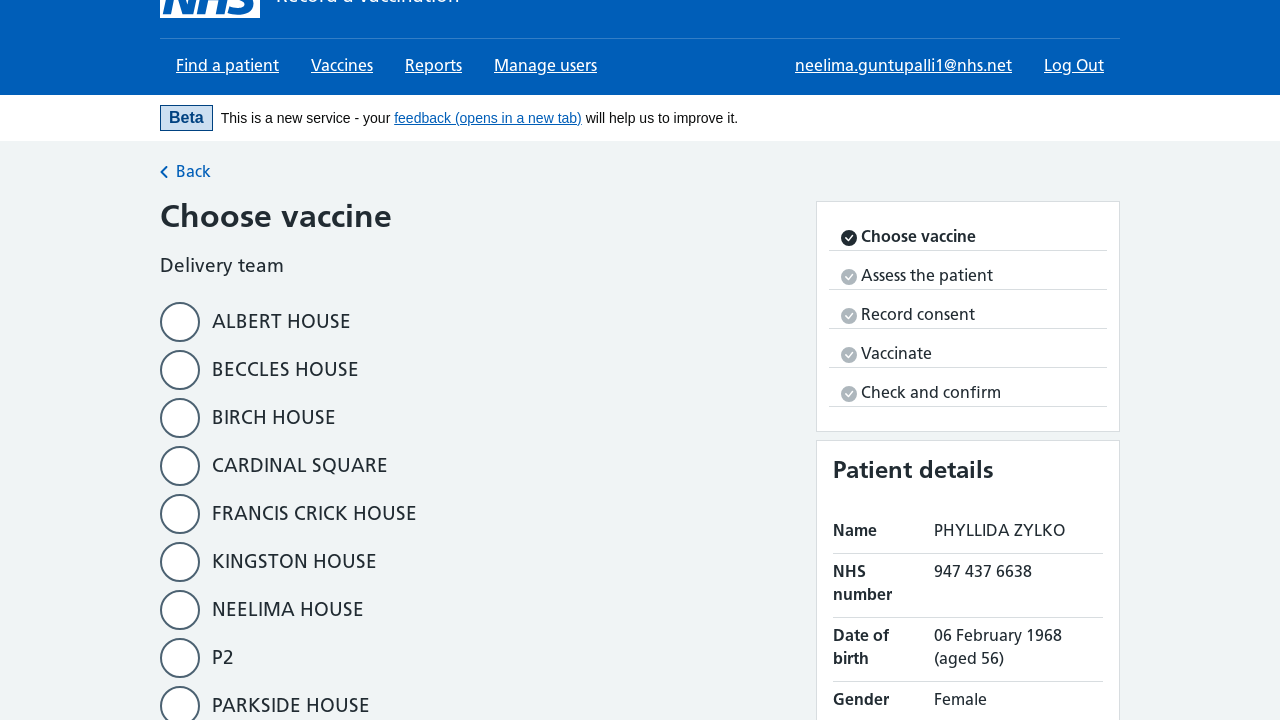 NHS Record a vaccination
Find a patient Vaccines Reports Manage users neelima.guntupalli1@nhs.net Log Out
Beta This is a new service - your feedback (opens in a new tab) will help us to improve it.
Back
Choose vaccine
Delivery team
ALBERT HOUSE
BECCLES HOUSE
BIRCH HOUSE
CARDINAL SQUARE
FRANCIS CRICK HOUSE
KINGSTON HOUSE
NEELIMA HOUSE
P2
PARKSIDE HOUSE
Choose vaccine
Assess the patient
Record consent
Vaccinate
Check and confirm
Patient details
Name PHYLLIDA ZYLKO
NHS number 947 437 6638
Date of birth 06 February 1968 (aged 56)
Gender Female